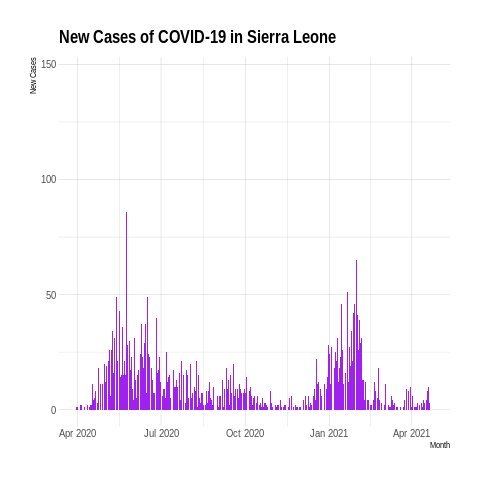 New Cases of COVID-19 in Sierra Leone
New Cases
150
100
50
0
Apr 2020 Jul 2020 Oct 2020 Jan 2021 Apr 2021
Month